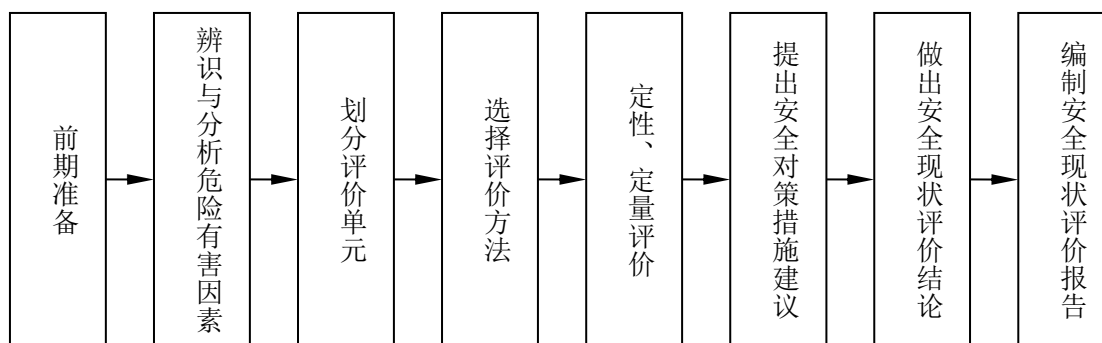 前期准备
辨识与分析危险有害因素
划分评价单元
选择评价方法
定性、定量评价
提出安全对策措施建议
做出安全现状评价结论
编制安全现状评价报告